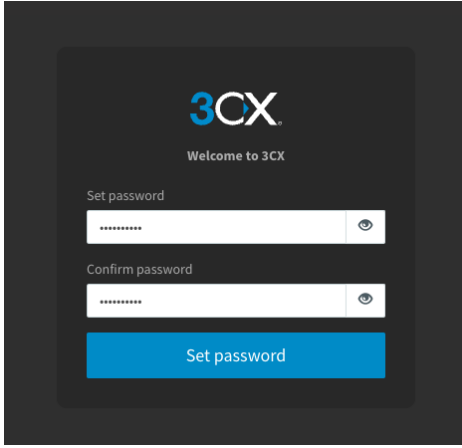 3CX.
Welcome to 3CX
Set password
••••••••••
Confirm password
••••••••••
Set password